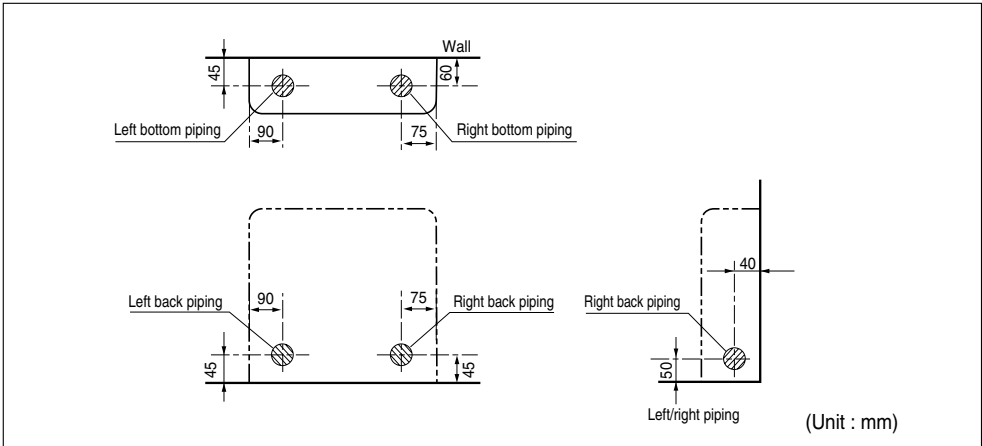 Wall
45
60
Left bottom piping
90
75
Right bottom piping
40
Left back piping
90
75
Right back piping
Right back piping
45
45
50
Left/right piping
(Unit : mm)